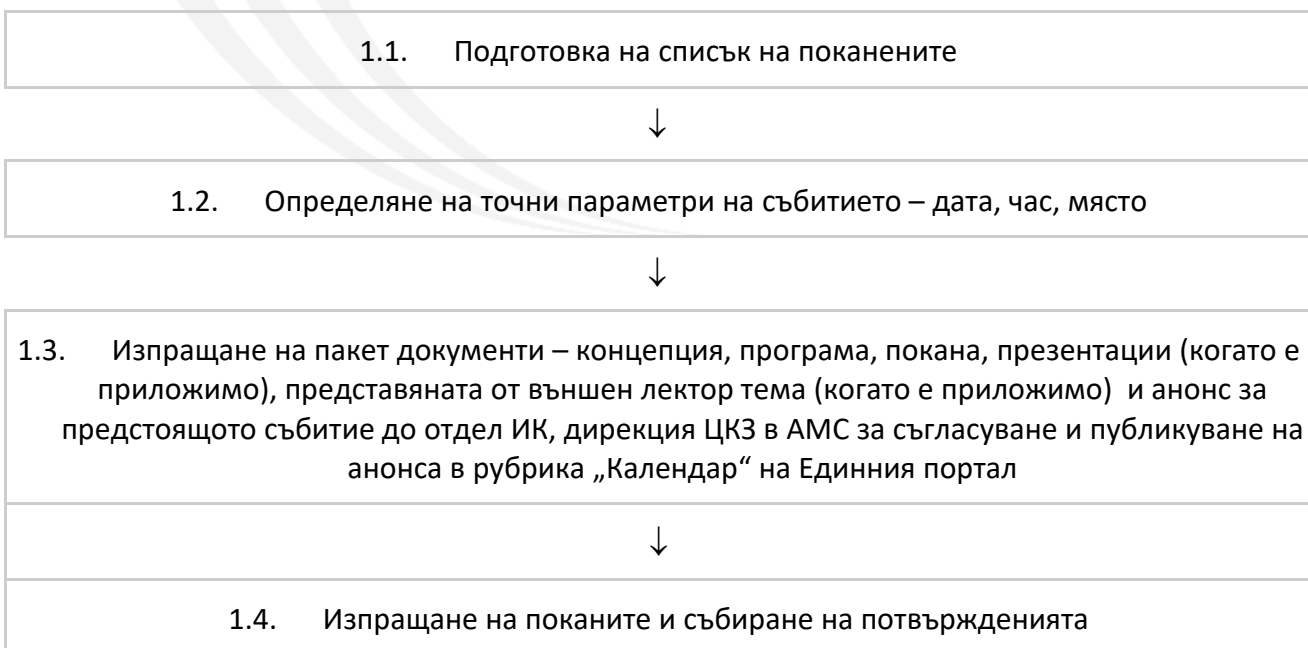 1.1. Подготовка на списък на поканените
↓
1.2. Определяне на точни параметри на събитието – дата, час, място
↓
1.3. Изпращане на пакет документи – концепция, програма, покана, презентации (когато е
приложимо), представяната от външен лектор тема (когато е приложимо) и анонс за
предстоящото събитие до отдел ИК, дирекция ЦКЗ в АМС за съгласуване и публикуване на
анонса в рубрика „Календар“ на Единния портал
↓
1.4. Изпращане на поканите и събиране на потвържденията